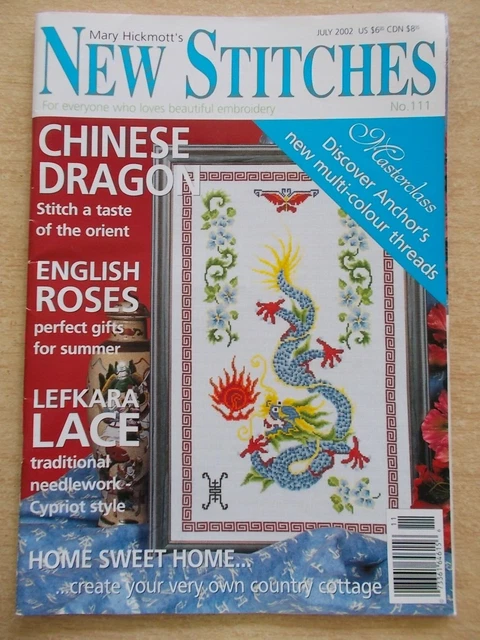 Mary Hickmott's
JULY 2002 US $6 CDN $8
NEW STITCHES
For everyone who loves beautiful embroidery
No.111
CHINESE
DRAGON
Stitch a taste
of the orient
Masterclass
Discover Anchor's
new multi-colour threads
ENGLISH
ROSES
perfect gifts
for summer
LEFKARA
LACE
traditional
needlework -
Cypriot style
HOME SWEET HOME...
...create your very own country cottage
11